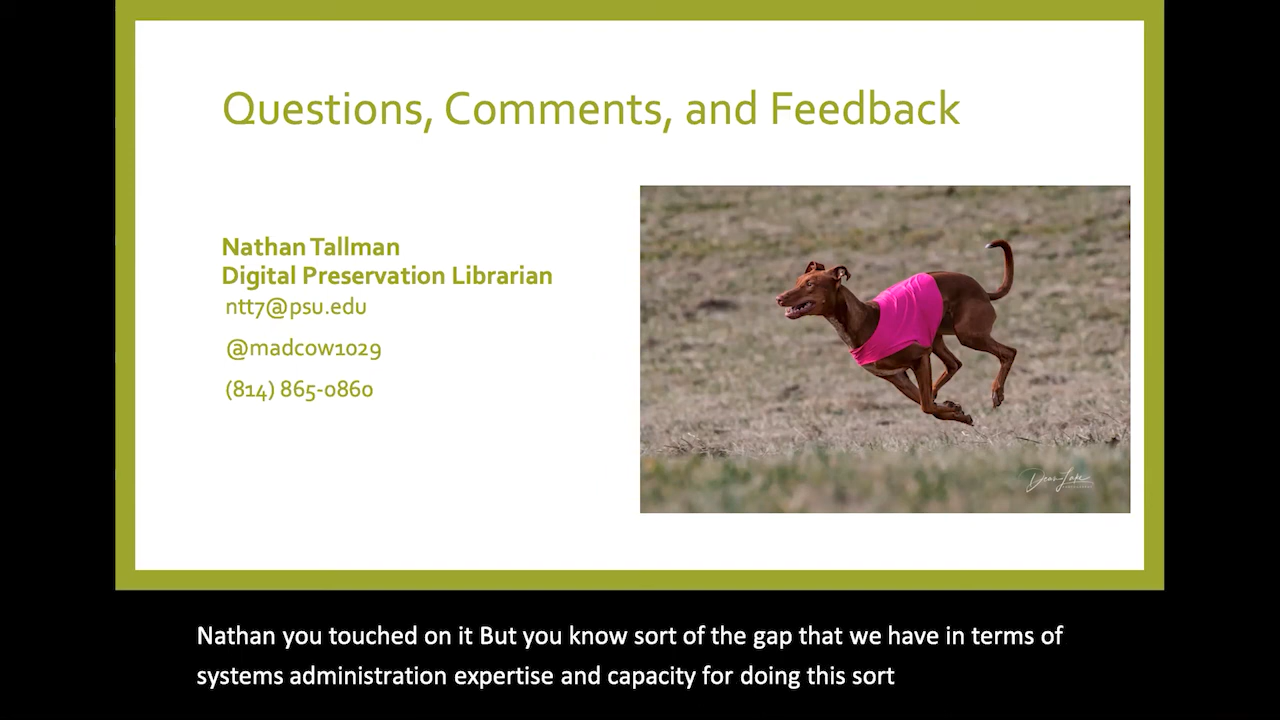 Questions, Comments, and Feedback
Nathan Tallman
Digital Preservation Librarian
ntt7@psu.edu
@madcow1029
(814) 865-0860
Dean Lake
Nathan you touched on it But you know sort of the gap that we have in terms of
systems administration expertise and capacity for doing this sort